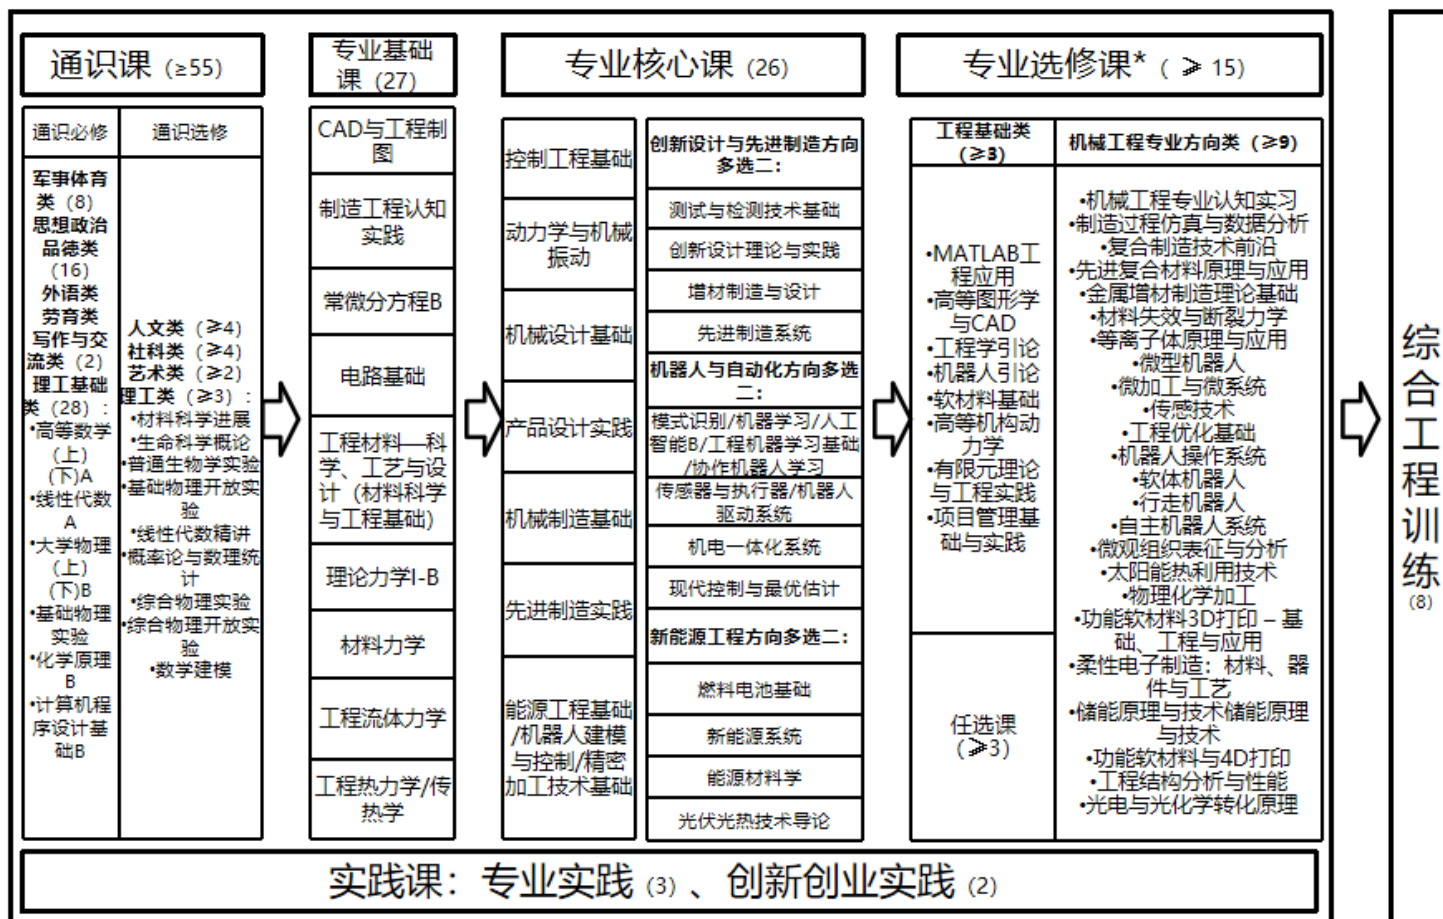 通识课 (≥55)
通识必修
军事体育
类（8）
思想政治
品德类
（16）
外语类
劳育类
写作与交
流类（2）
理工基础
类（28）:
•高等数学
(上)
(下)A
•线性代数
A
•大学物理
(上)
(下)B
•基础物理
实验
•化学原理
B
•计算机程
序设计基
础B
通识选修
人文类（≥4）
社科类（≥4）
艺术类（≥2）
理工类（≥3）:
•材料科学进展
•生命科学概论
•普通生物学实验
•基础物理开放实
验
•线性代数精讲
•概率论与数理统
计
•综合物理实验
•综合物理开放实
验
•数学建模
专业基础
课 (27)
CAD与工程制
图
制造工程认知
实践
常微分方程B
电路基础
工程材料—科
学、工艺与设
计（材料科学
与工程基础）
理论力学I-B
材料力学
工程流体力学
工程热力学/传
热学
专业核心课 (26)
控制工程基础
动力学与机械
振动
机械设计基础
产品设计实践
机械制造基础
先进制造实践
能源工程基础
/机器人建模
与控制/精密
加工技术基础
创新设计与先进制造方向
多选二：
测试与检测技术基础
创新设计理论与实践
增材制造与设计
先进制造系统
机器人与自动化方向多选
二：
模式识别/机器学习/人工
智能B/工程机器学习基础
/协作机器人学习
传感器与执行器/机器人
驱动系统
机电一体化系统
现代控制与最优估计
新能源工程方向多选二：
燃料电池基础
新能源系统
能源材料学
光伏光热技术导论
专业选修课* （≥ 15）
工程基础类
（≥3）
•MATLAB工
程应用
•高等图形学
与CAD
•工程学引论
•机器人引论
•软材料基础
•高等机构动
力学
•有限元理论
与工程实践
•项目管理基
础与实践
任选课
（≥3）
机械工程专业方向类（≥9）
•机械工程专业认知实习
•制造过程仿真与数据分析
•复合制造技术前沿
•先进复合材料原理与应用
•金属增材制造理论基础
•材料失效与断裂力学
•等离子体原理与应用
•微型机器人
•微加工与微系统
•传感技术
•工程优化基础
•机器人操作系统
•软体机器人
•行走机器人
•自主机器人系统
•微观组织表征与分析
•太阳能热利用技术
•物理化学加工
•功能软材料3D打印 – 基
础、工程与应用
•柔性电子制造：材料、器
件与工艺
•储能原理与技术储能原理
与技术
•功能软材料与4D打印
•工程结构分析与性能
•光电与光化学转化原理
综
合
工
程
训
练
(8)
实践课：专业实践 (3) 、创新创业实践 (2)